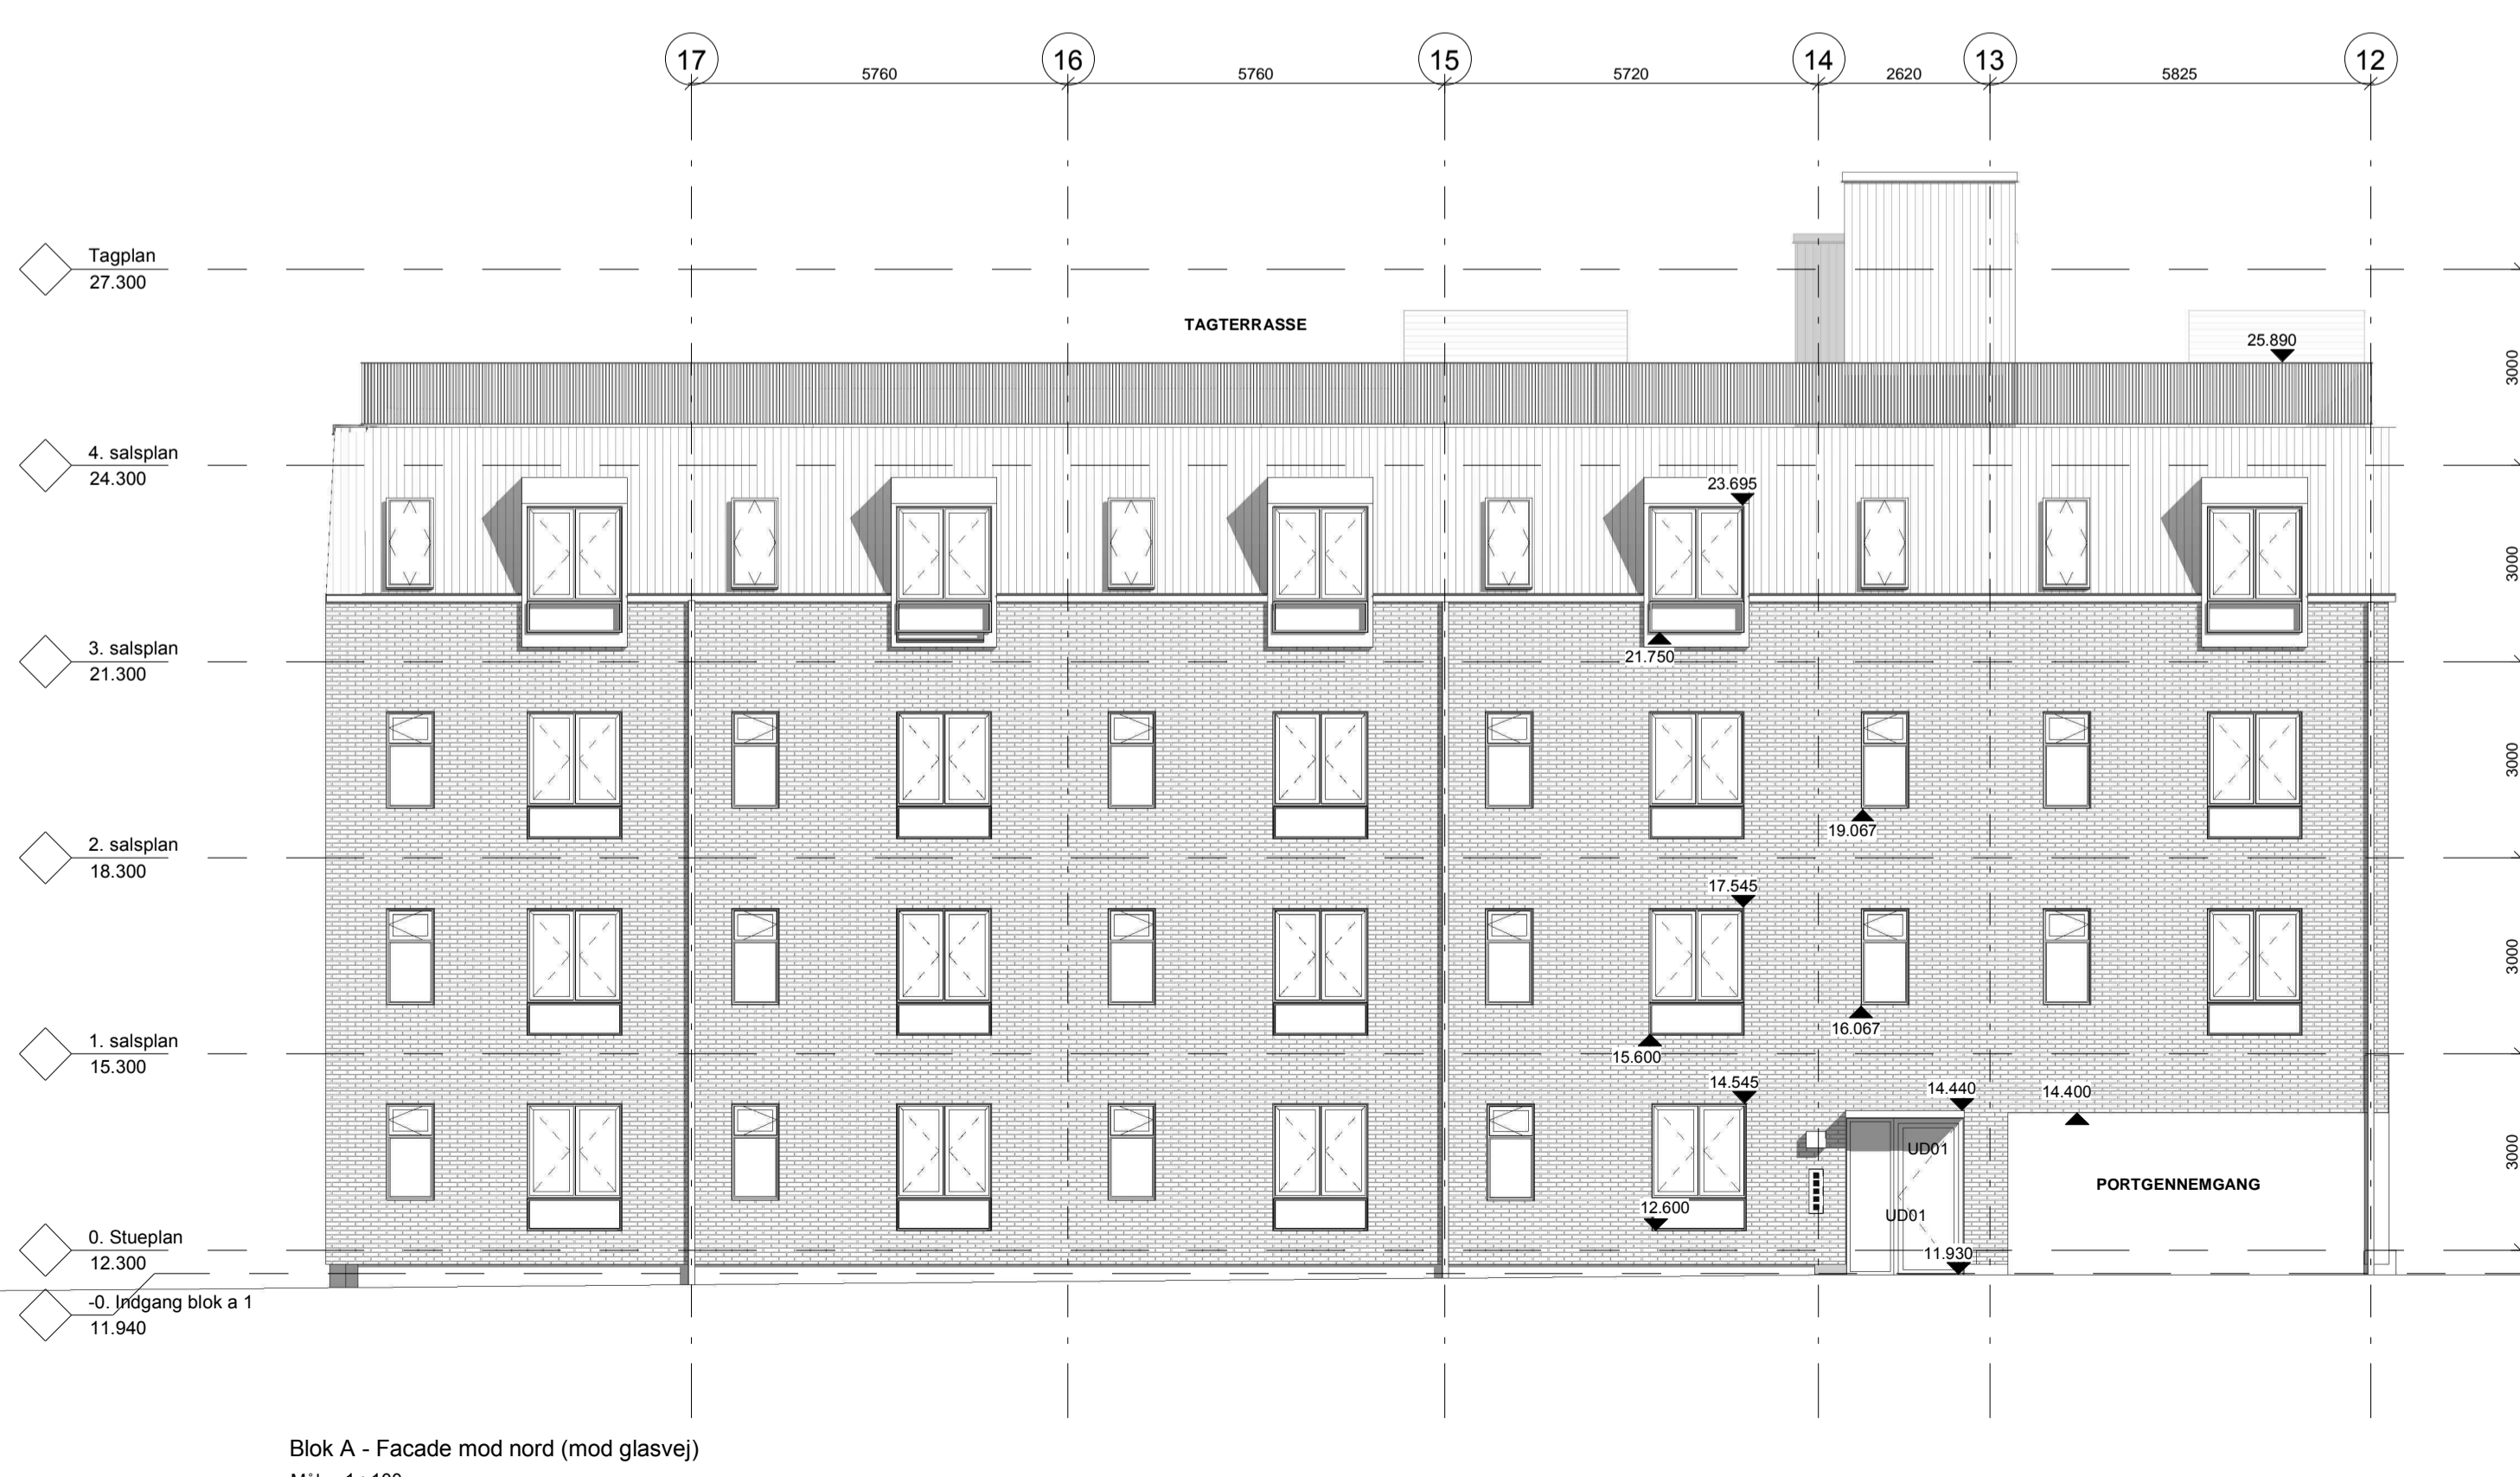 17 16 15 14 13 12
5760 5760 5720 2620 5825
Tagplan
27.300
TAGTERRASSE
25.890
3000
4. salsplan
24.300
23.695
3000
3. salsplan
21.300
21.750
3000
2. salsplan
18.300
19.067
17.545
3000
1. salsplan
15.300
16.067
15.600
14.545
14.440
14.400
3000
UD01
PORTGENNEMGANG
12.600
UD01
0. Stueplan
12.300
11.930
-0. Indgang blok a 1
11.940
Blok A - Facade mod nord (mod glasvej)